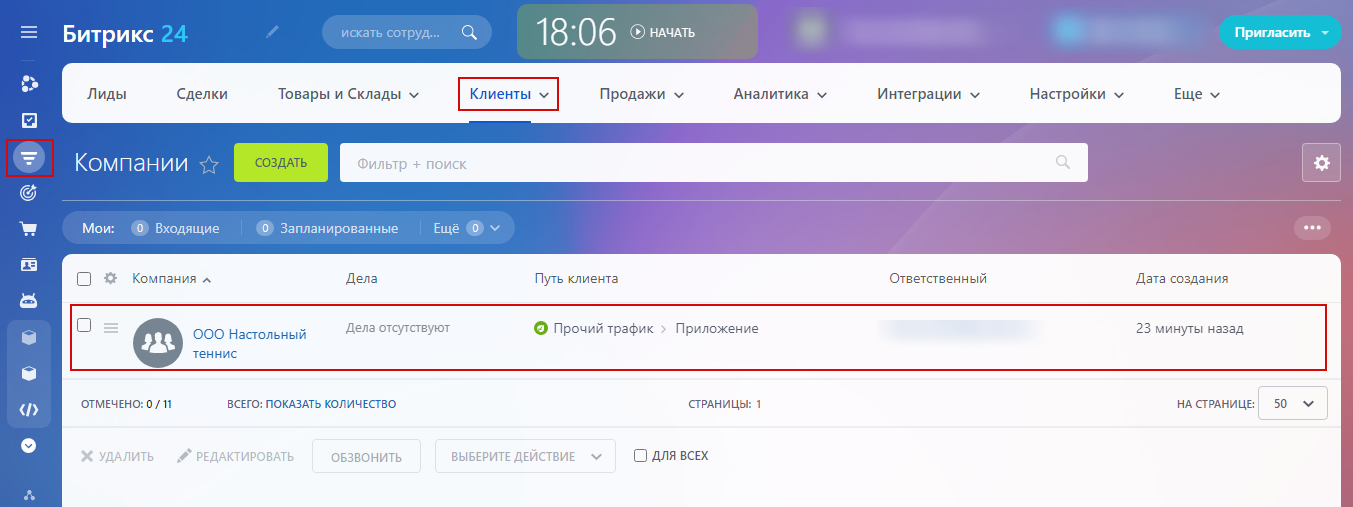 Битрикс 24
искать сотруд...
18:06
НАЧАТЬ
Пригласить
Лиды
Сделки
Товары и Склады
Клиенты
Продажи
Аналитика
Интеграции
Настройки
Еще
Компании
СОЗДАТЬ
Фильтр + поиск
Мои:
0 Входящие
0 Запланированные
Ещё 0
Компания
Дела
Путь клиента
Ответственный
Дата создания
ООО Настольный
теннис
Дела отсутствуют
Прочий трафик
Приложение
23 минуты назад
ОТМЕЧЕНО: 0 / 11
ВСЕГО: ПОКАЗАТЬ КОЛИЧЕСТВО
СТРАНИЦЫ: 1
НА СТРАНИЦЕ: 50
УДАЛИТЬ
РЕДАКТИРОВАТЬ
ОБЗВОНИТЬ
ВЫБЕРИТЕ ДЕЙСТВИЕ
ДЛЯ ВСЕХ